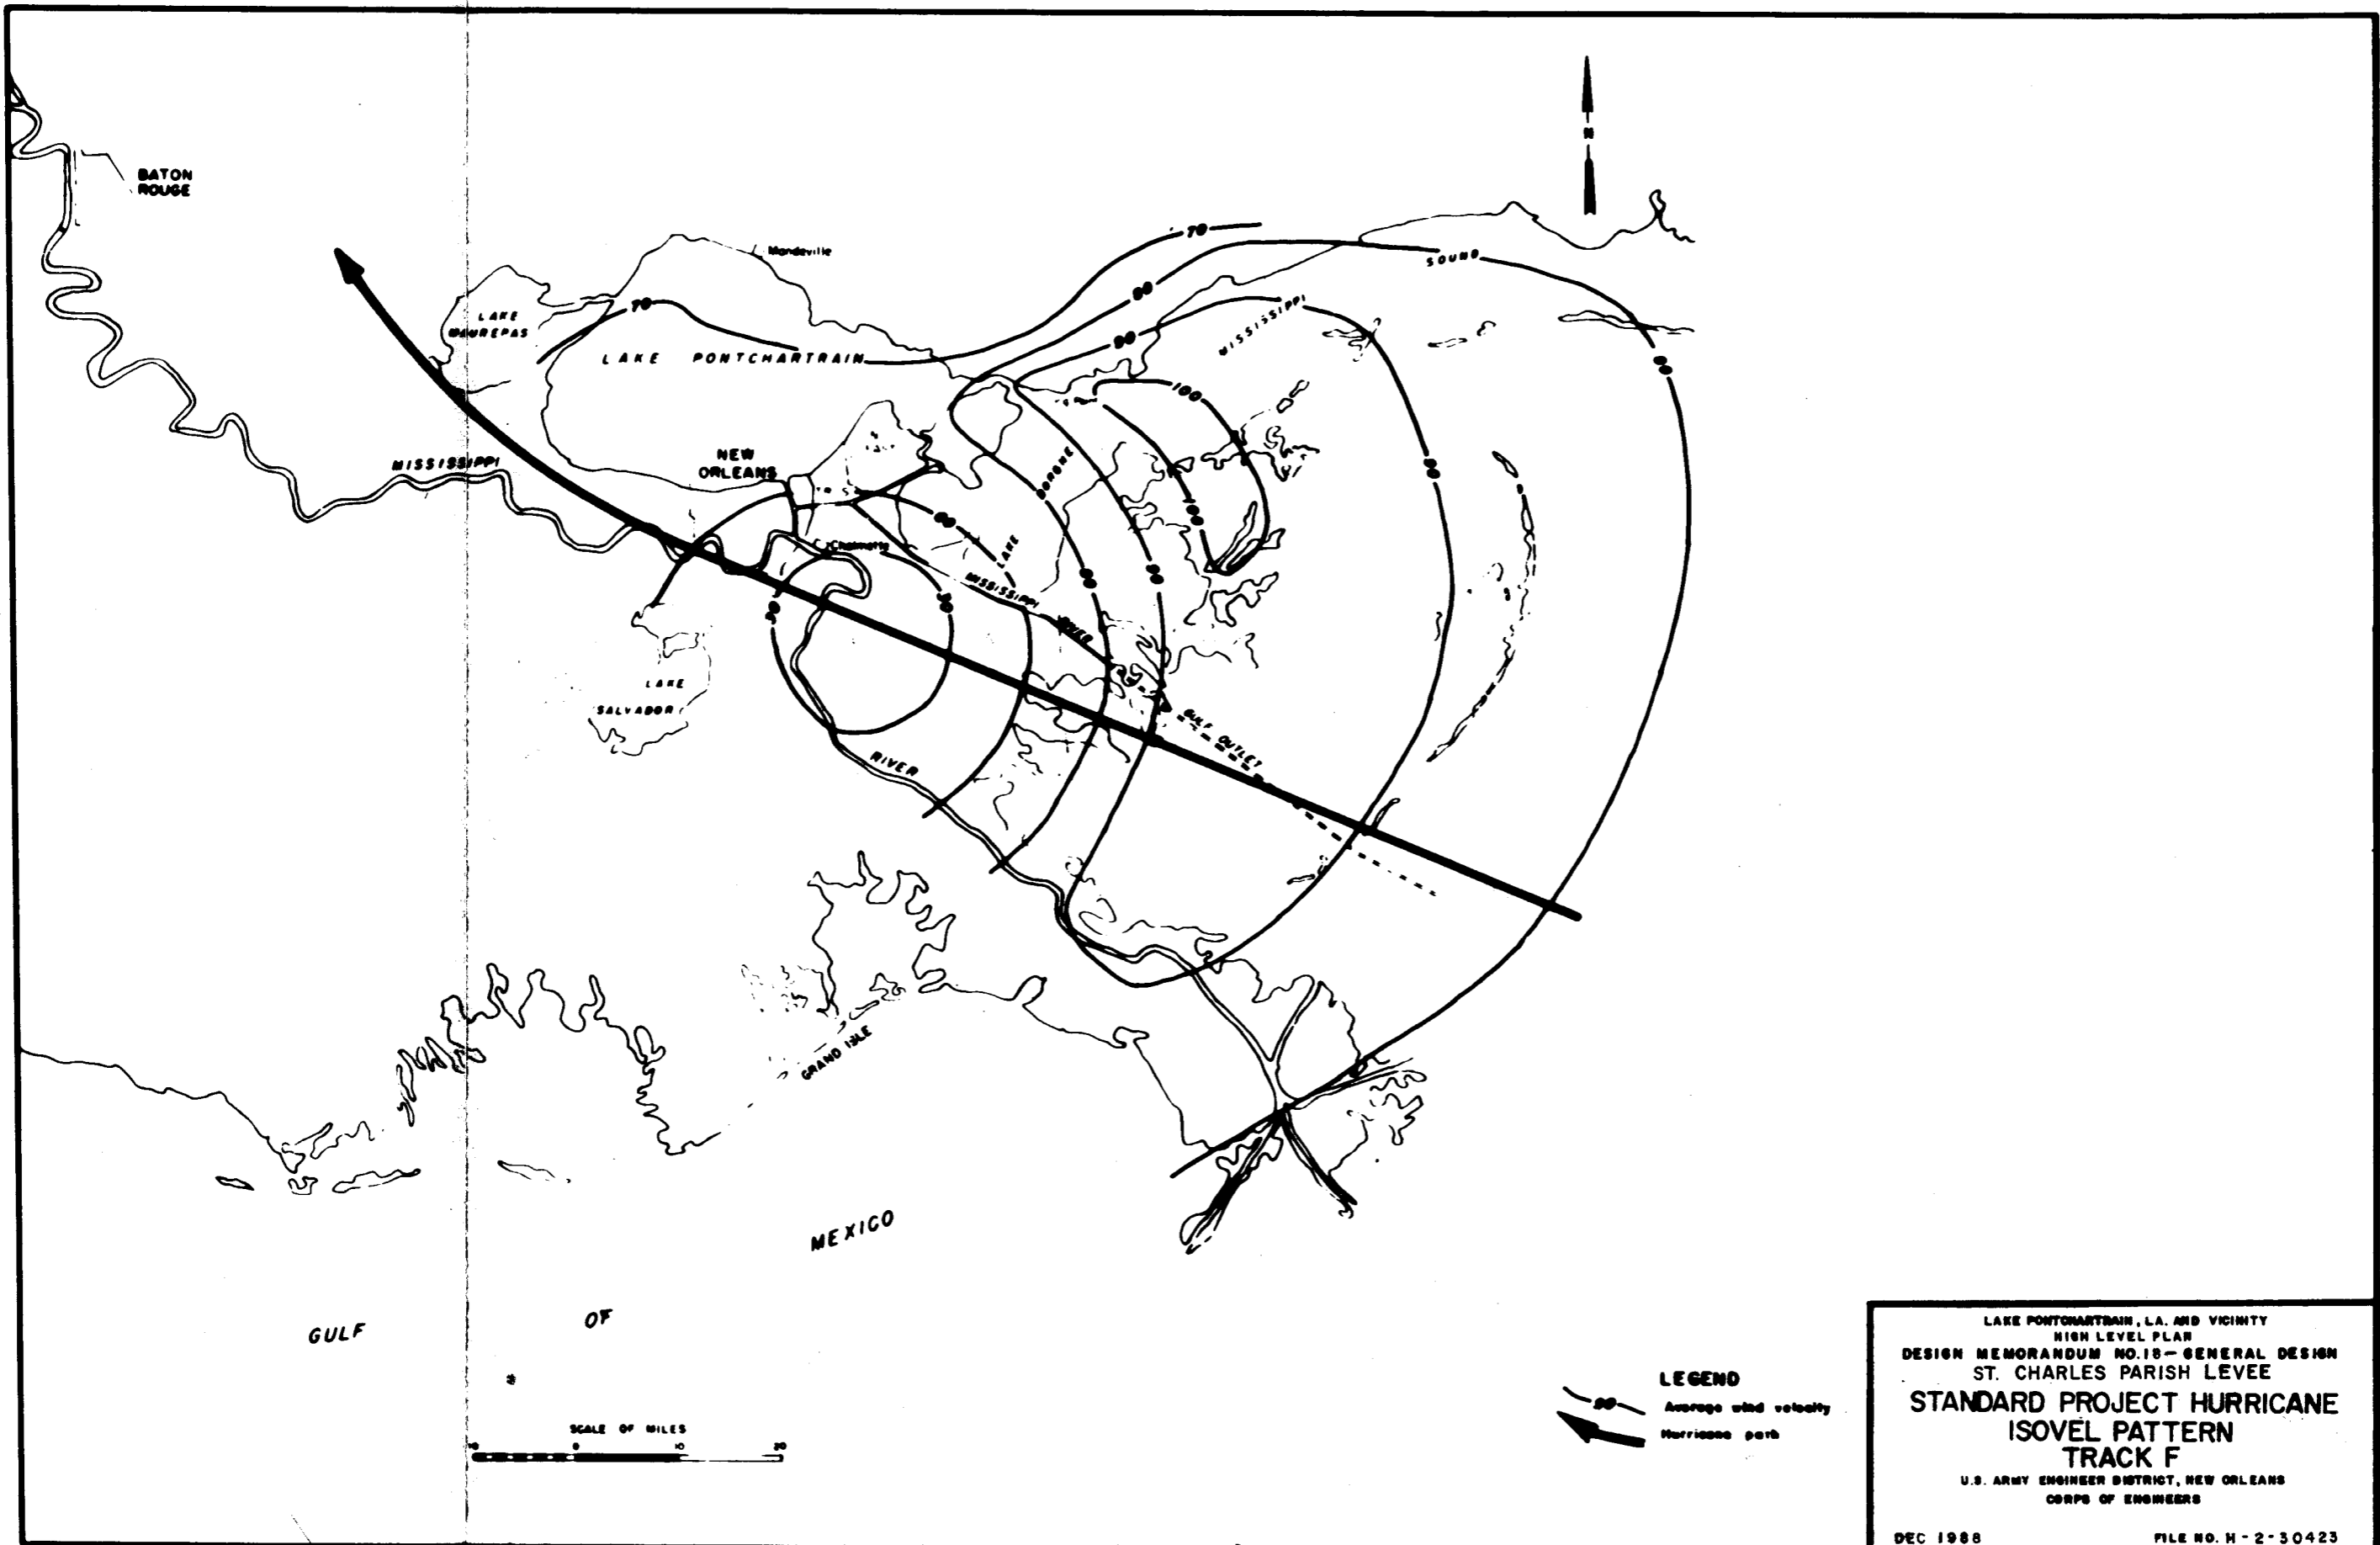 N
BATON
ROUGE
Mandeville
70
80
SOUND
LAKE
MAUREPAS
70
MISSISSIPPI
90
LAKE PONTCHARTRAIN
80
100
NEW
ORLEANS
MISSISSIPPI
BORGNE
90
100
60
LAKE
Chalmette
80
90
MISSISSIPPI
50
50
RIVER
LAKE
SALVADOR
GULF
OUTLET
RIVER
GRAND ISLE
MEXICO
OF
GULF
SCALE OF MILES
10 0 10 20
LEGEND
90 Average wind velocity
Hurricane path
LAKE PONTCHARTRAIN, LA. AND VICINITY
HIGH LEVEL PLAN
DESIGN MEMORANDUM NO.18-GENERAL DESIGN
ST. CHARLES PARISH LEVEE
STANDARD PROJECT HURRICANE
ISOVEL PATTERN
TRACK F
U.S. ARMY ENGINEER DISTRICT, NEW ORLEANS
CORPS OF ENGINEERS
DEC 1988 FILE NO. H-2-30423